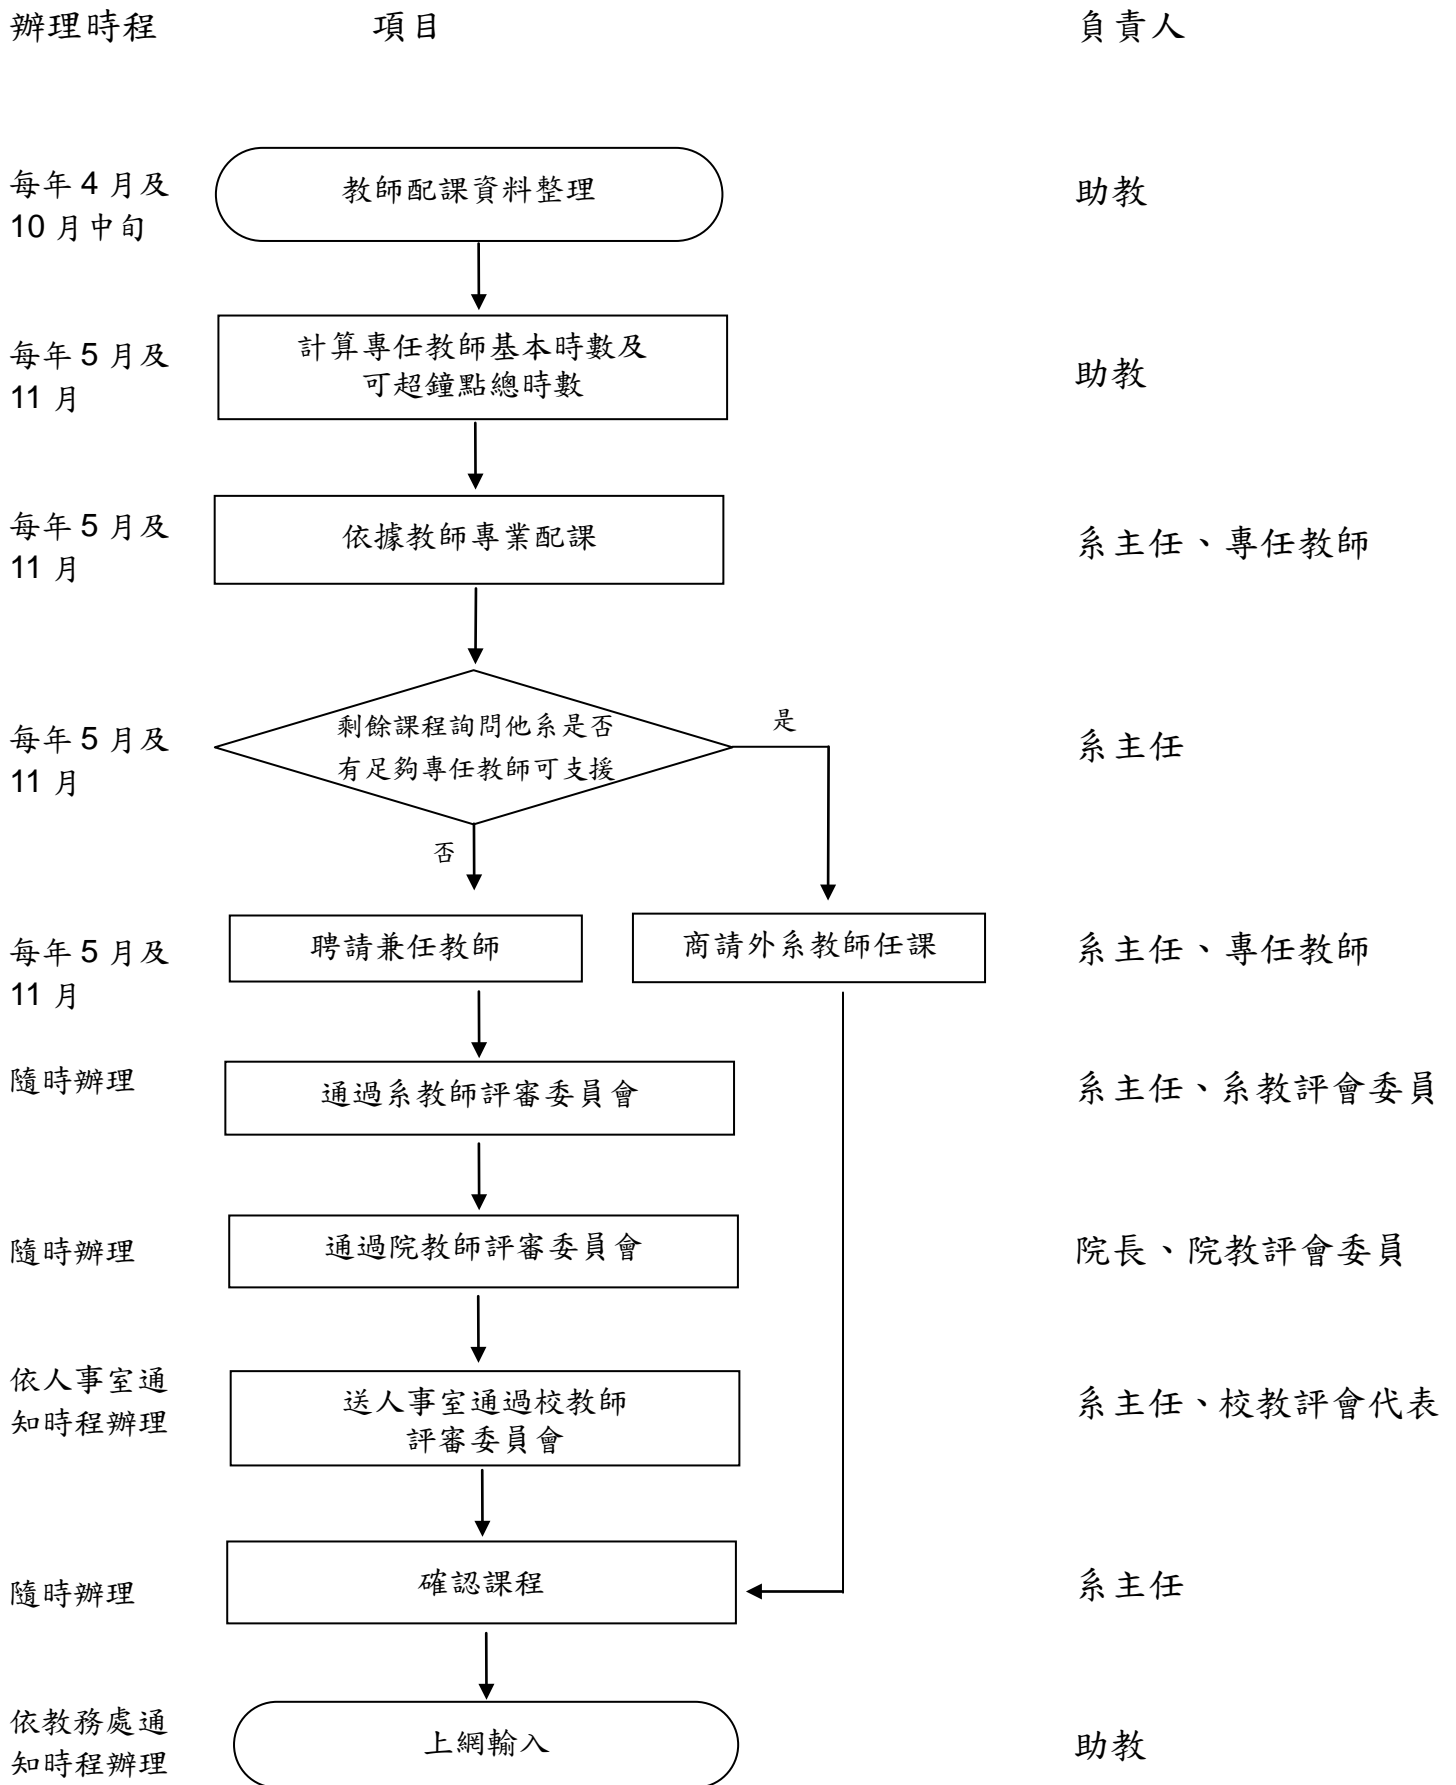 辦理時程 項目 負責人
每年 4 月及
10 月中旬
教師配課資料整理
助教
每年 5 月及
11 月
計算專任教師基本時數及
可超鐘點總時數
助教
每年 5 月及
11 月
依據教師專業配課
系主任、專任教師
每年 5 月及
11 月
剩餘課程詢問他系是否
有足夠專任教師可支援
是
否
系主任
每年 5 月及
11 月
聘請兼任教師
商請外系教師任課
系主任、專任教師
隨時辦理
通過系教師評審委員會
系主任、系教評會委員
隨時辦理
通過院教師評審委員會
院長、院教評會委員
依人事室通
知時程辦理
送人事室通過校教師
評審委員會
系主任、校教評會代表
隨時辦理
確認課程
系主任
依教務處通
知時程辦理
上網輸入
助教